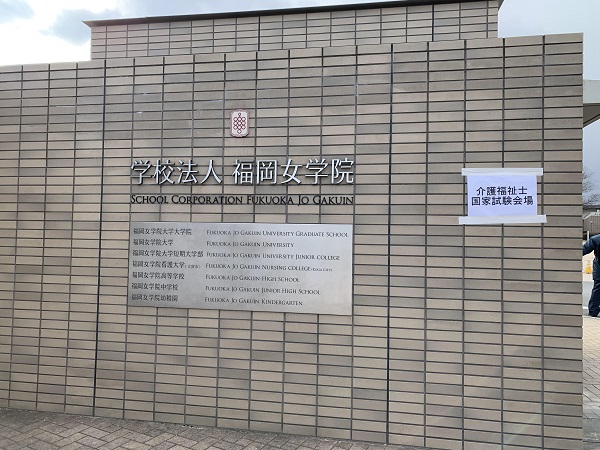 学校法人 福岡女学院
SCHOOL CORPORATION FUKUOKA JO GAKUIN
福岡女学院大学大学院 FUKUOKA JO GAKUIN UNIVERSITY GRADUATE SCHOOL
福岡女学院大学 FUKUOKA JO GAKUIN UNIVERSITY
福岡女学院大学短期大学部 FUKUOKA JO GAKUIN UNIVERSITY JUNIOR COLLEGE
福岡女学院看護大学 FUKUOKA JO GAKUIN NURSING COLLEGE
福岡女学院高等学校 FUKUOKA JO GAKUIN HIGH SCHOOL
福岡女学院中学校 FUKUOKA JO GAKUIN JUNIOR HIGH SCHOOL
福岡女学院幼稚園 FUKUOKA JO GAKUIN KINDERGARTEN
介護福祉士
国家試験会場